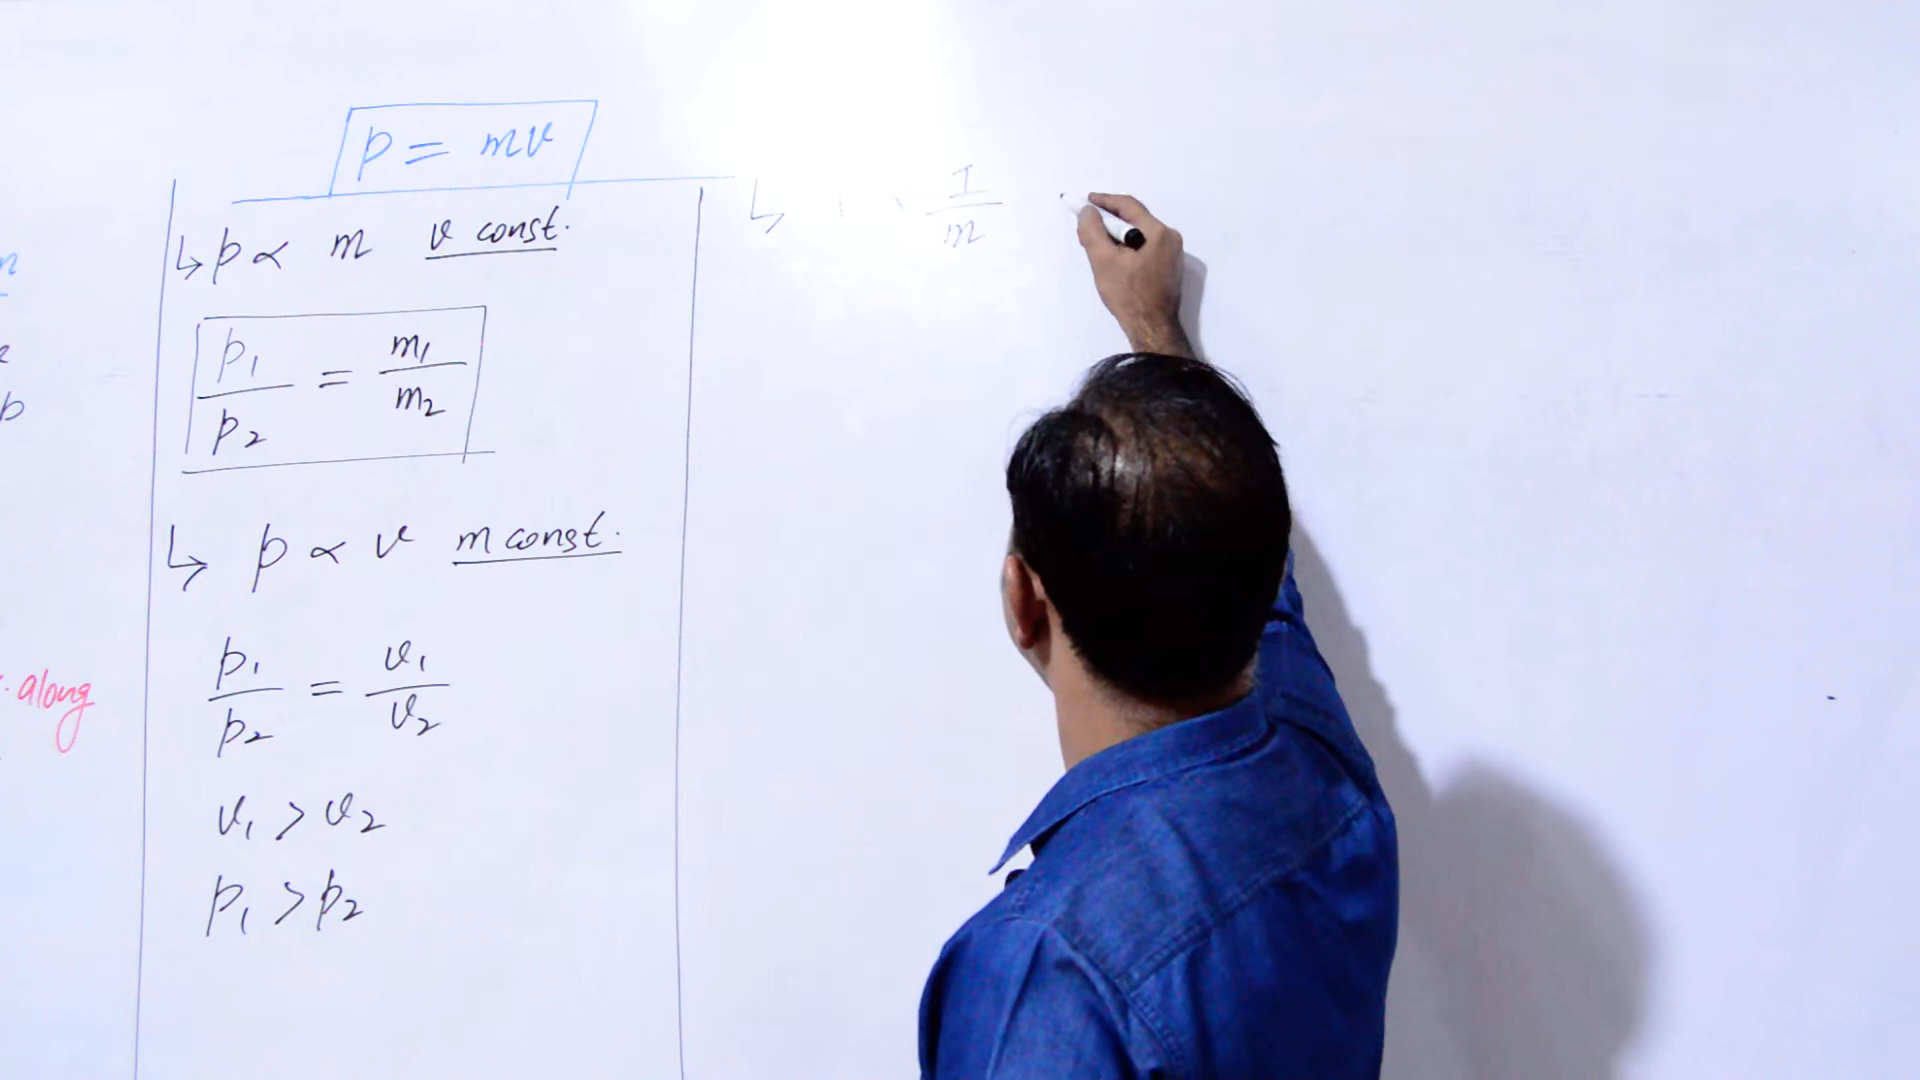 p = mv
↳ p ∝ m v const.
p₁/p₂ = m₁/m₂
↳ p ∝ v m const.
p₁/p₂ = v₁/v₂
v₁ > v₂
p₁ > p₂
↳ 1/m
along